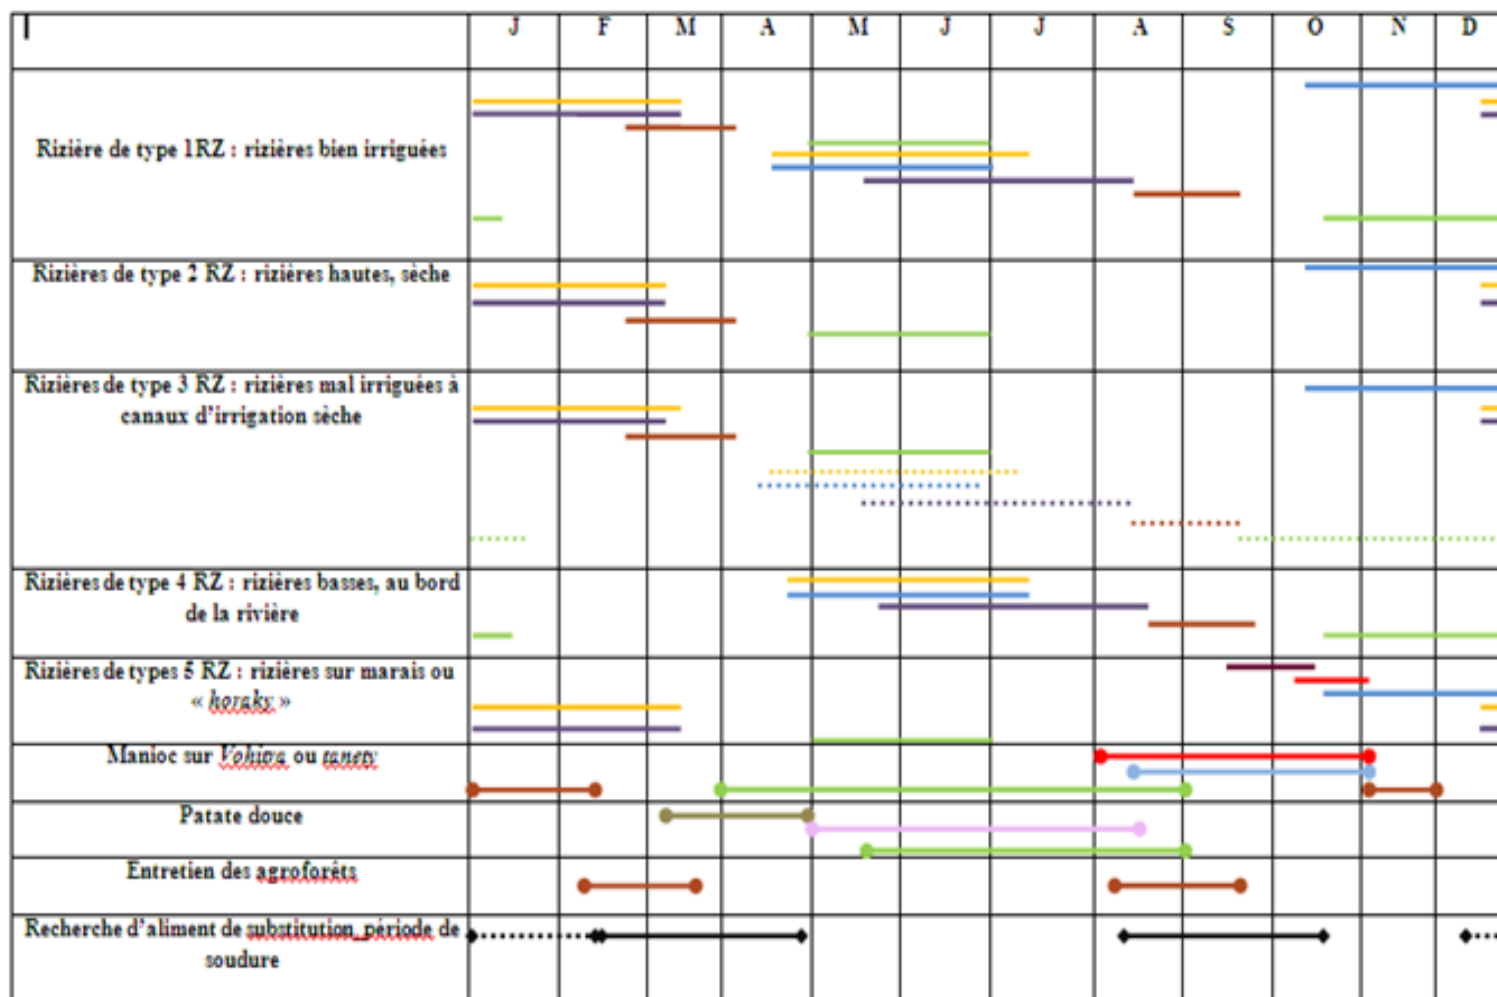 J F M A M J J A S O N D
Rizière de type 1RZ : rizières bien irriguées
Rizières de type 2 RZ : rizières hautes, sèche
Rizières de type 3 RZ : rizières mal irriguées à
canaux d’irrigation sèche
Rizières de type 4 RZ : rizières basses, au bord
de la rivière
Rizières de types 5 RZ : rizières sur marais ou
« horaky »
Manioc sur Vohitra ou tanety
Patate douce
Entretien des agroforêts
Recherche d’aliment de substitution_période de
soudure